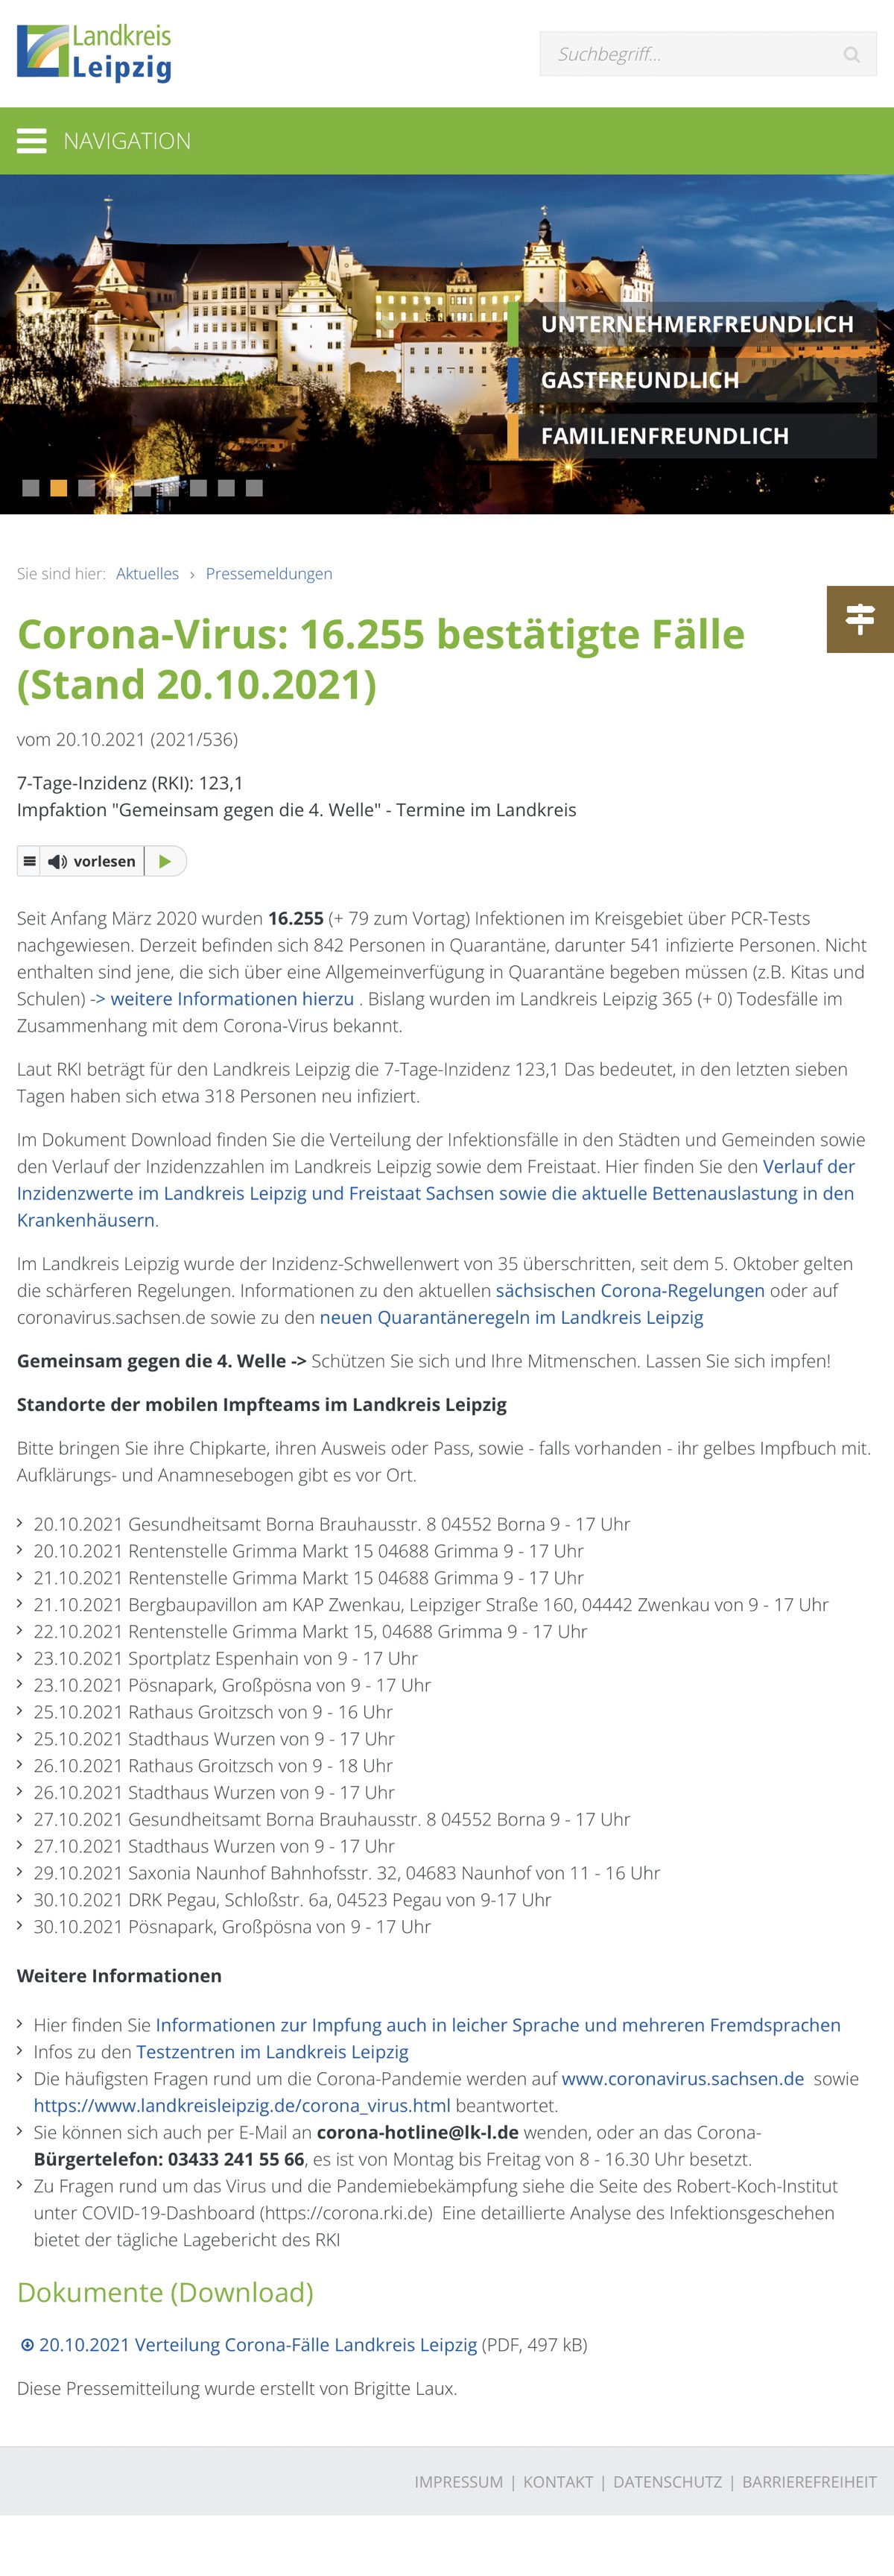 Landkreis
Leipzig
Suchbegriff...
NAVIGATION
UNTERNEHMERFREUNDLICH
GASTFREUNDLICH
FAMILIENFREUNDLICH
Sie sind hier: Aktuelles › Pressemeldungen
Corona-Virus: 16.255 bestätigte Fälle
(Stand 20.10.2021)
vom 20.10.2021 (2021/536)
7-Tage-Inzidenz (RKI): 123,1
Impfaktion "Gemeinsam gegen die 4. Welle" - Termine im Landkreis
vorlesen
Seit Anfang März 2020 wurden 16.255 (+ 79 zum Vortag) Infektionen im Kreisgebiet über PCR-Tests
nachgewiesen. Derzeit befinden sich 842 Personen in Quarantäne, darunter 541 infizierte Personen. Nicht
enthalten sind jene, die sich über eine Allgemeinverfügung in Quarantäne begeben müssen (z.B. Kitas und
Schulen) -> weitere Informationen hierzu . Bislang wurden im Landkreis Leipzig 365 (+ 0) Todesfälle im
Zusammenhang mit dem Corona-Virus bekannt.
Laut RKI beträgt für den Landkreis Leipzig die 7-Tage-Inzidenz 123,1 Das bedeutet, in den letzten sieben
Tagen haben sich etwa 318 Personen neu infiziert.
Im Dokument Download finden Sie die Verteilung der Infektionsfälle in den Städten und Gemeinden sowie
den Verlauf der Inzidenzzahlen im Landkreis Leipzig sowie dem Freistaat. Hier finden Sie den Verlauf der
Inzidenzwerte im Landkreis Leipzig und Freistaat Sachsen sowie die aktuelle Bettenauslastung in den
Krankenhäusern.
Im Landkreis Leipzig wurde der Inzidenz-Schwellenwert von 35 überschritten, seit dem 5. Oktober gelten
die schärferen Regelungen. Informationen zu den aktuellen sächsischen Corona-Regelungen oder auf
coronavirus.sachsen.de sowie zu den neuen Quarantäneregeln im Landkreis Leipzig
Gemeinsam gegen die 4. Welle -> Schützen Sie sich und Ihre Mitmenschen. Lassen Sie sich impfen!
Standorte der mobilen Impfteams im Landkreis Leipzig
Bitte bringen Sie ihre Chipkarte, ihren Ausweis oder Pass, sowie - falls vorhanden - ihr gelbes Impfbuch mit.
Aufklärungs- und Anamnesebogen gibt es vor Ort.
20.10.2021 Gesundheitsamt Borna Brauhausstr. 8 04552 Borna 9 - 17 Uhr
20.10.2021 Rentenstelle Grimma Markt 15 04688 Grimma 9 - 17 Uhr
21.10.2021 Rentenstelle Grimma Markt 15 04688 Grimma 9 - 17 Uhr
21.10.2021 Bergbaupavillon am KAP Zwenkau, Leipziger Straße 160, 04442 Zwenkau von 9 - 17 Uhr
22.10.2021 Rentenstelle Grimma Markt 15, 04688 Grimma 9 - 17 Uhr
23.10.2021 Sportplatz Espenhain von 9 - 17 Uhr
23.10.2021 Pösnapark, Großpösna von 9 - 17 Uhr
25.10.2021 Rathaus Groitzsch von 9 - 16 Uhr
25.10.2021 Stadthaus Wurzen von 9 - 17 Uhr
26.10.2021 Rathaus Groitzsch von 9 - 18 Uhr
26.10.2021 Stadthaus Wurzen von 9 - 17 Uhr
27.10.2021 Gesundheitsamt Borna Brauhausstr. 8 04552 Borna 9 - 17 Uhr
27.10.2021 Stadthaus Wurzen von 9 - 17 Uhr
29.10.2021 Saxonia Naunhof Bahnhofsstr. 32, 04683 Naunhof von 11 - 16 Uhr
30.10.2021 DRK Pegau, Schloßstr. 6a, 04523 Pegau von 9-17 Uhr
30.10.2021 Pösnapark, Großpösna von 9 - 17 Uhr
Weitere Informationen
Hier finden Sie Informationen zur Impfung auch in leicher Sprache und mehreren Fremdsprachen
Infos zu den Testzentren im Landkreis Leipzig
Die häufigsten Fragen rund um die Corona-Pandemie werden auf www.coronavirus.sachsen.de sowie
https://www.landkreisleipzig.de/corona_virus.html beantwortet.
Sie können sich auch per E-Mail an corona-hotline@lk-l.de wenden, oder an das Corona-
Bürgertelefon: 03433 241 55 66, es ist von Montag bis Freitag von 8 - 16.30 Uhr besetzt.
Zu Fragen rund um das Virus und die Pandemiebekämpfung siehe die Seite des Robert-Koch-Institut
unter COVID-19-Dashboard (https://corona.rki.de) Eine detaillierte Analyse des Infektionsgeschehen
bietet der tägliche Lagebericht des RKI
Dokumente (Download)
20.10.2021 Verteilung Corona-Fälle Landkreis Leipzig (PDF, 497 kB)
Diese Pressemitteilung wurde erstellt von Brigitte Laux.
IMPRESSUM | KONTAKT | DATENSCHUTZ | BARRIEREFREIHEIT